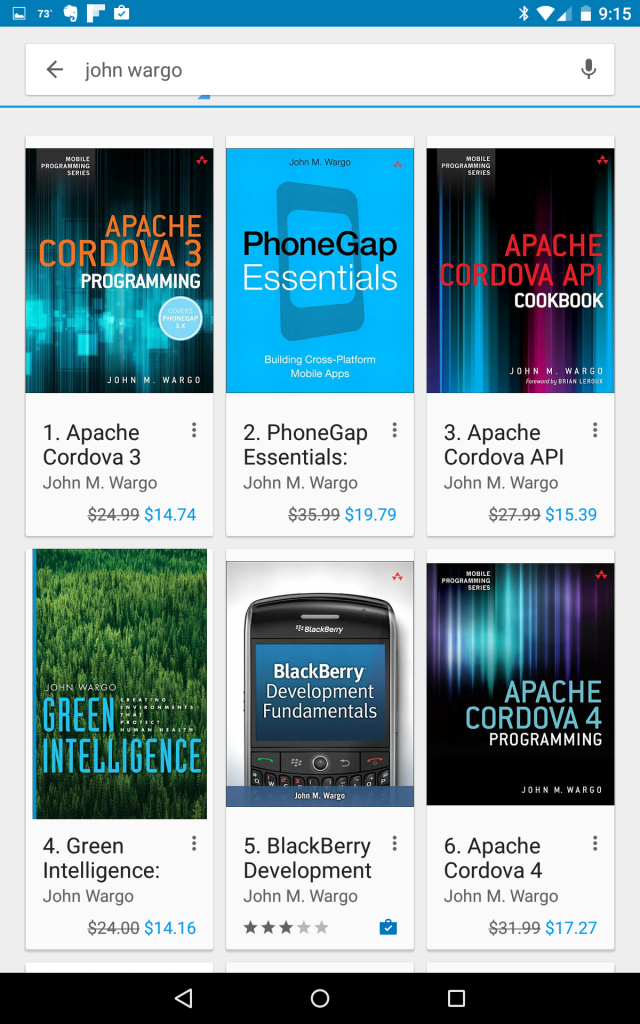 73°
9:15
john wargo
MOBILE
PROGRAMMING
SERIES
APACHE
CORDOVA 3
PROGRAMMING
COVERS
PHONEGAP
3.X
JOHN M. WARGO
1. Apache
Cordova 3
John M. Wargo
$24.99 $14.74
John M. Wargo
PhoneGap
Essentials
Building Cross-Platform
Mobile Apps
2. PhoneGap
Essentials:
John M. Wargo
$35.99 $19.79
MOBILE
PROGRAMMING
SERIES
APACHE
CORDOVA API
COOKBOOK
JOHN M. WARGO
Foreword by BRIAN LEROUX
3. Apache
Cordova API
John M. Wargo
$27.99 $15.39
JOHN WARGO
GREEN
CREATING
ENVIRONMENTS
THAT
PROTECT
HUMAN HEALTH
INTELLIGENCE
4. Green
Intelligence:
John Wargo
$24.00 $14.16
BlackBerry
BlackBerry
Development
Fundamentals
John M. Wargo
5. BlackBerry
Development
John M. Wargo
MOBILE
PROGRAMMING
SERIES
APACHE
CORDOVA 4
PROGRAMMING
JOHN M. WARGO
6. Apache
Cordova 4
John M. Wargo
$31.99 $17.27